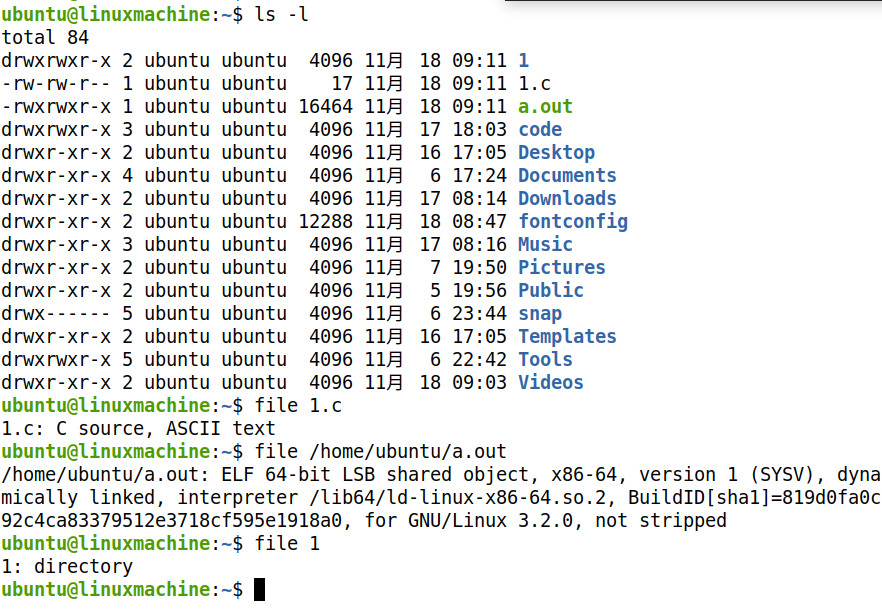 ubuntu@linuxmachine:~$ ls -l
total 84
drwxrwxr-x 2 ubuntu ubuntu  4096 11月 18 09:11 1
-rw-rw-r-- 1 ubuntu ubuntu    17 11月 18 09:11 1.c
-rwxrwxr-x 1 ubuntu ubuntu 16464 11月 18 09:11 a.out
drwxrwxr-x 3 ubuntu ubuntu  4096 11月 17 18:03 code
drwxr-xr-x 2 ubuntu ubuntu  4096 11月 16 17:05 Desktop
drwxr-xr-x 4 ubuntu ubuntu  4096 11月  6 17:24 Documents
drwxr-xr-x 2 ubuntu ubuntu  4096 11月 17 08:14 Downloads
drwxr-xr-x 2 ubuntu ubuntu 12288 11月 18 08:47 fontconfig
drwxr-xr-x 3 ubuntu ubuntu  4096 11月 17 08:16 Music
drwxr-xr-x 2 ubuntu ubuntu  4096 11月  7 19:50 Pictures
drwxr-xr-x 2 ubuntu ubuntu  4096 11月  5 19:56 Public
drwx------ 5 ubuntu ubuntu  4096 11月  6 23:44 snap
drwxr-xr-x 2 ubuntu ubuntu  4096 11月 16 17:05 Templates
drwxrwxr-x 5 ubuntu ubuntu  4096 11月  6 22:42 Tools
drwxr-xr-x 2 ubuntu ubuntu  4096 11月 18 09:03 Videos
ubuntu@linuxmachine:~$ file 1.c
1.c: C source, ASCII text
ubuntu@linuxmachine:~$ file /home/ubuntu/a.out
/home/ubuntu/a.out: ELF 64-bit LSB shared object, x86-64, version 1 (SYSV), dyna
mically linked, interpreter /lib64/ld-linux-x86-64.so.2, BuildID[sha1]=819d0fa0c
92c4ca83379512e3718cf595e1918a0, for GNU/Linux 3.2.0, not stripped
ubuntu@linuxmachine:~$ file 1
1: directory
ubuntu@linuxmachine:~$